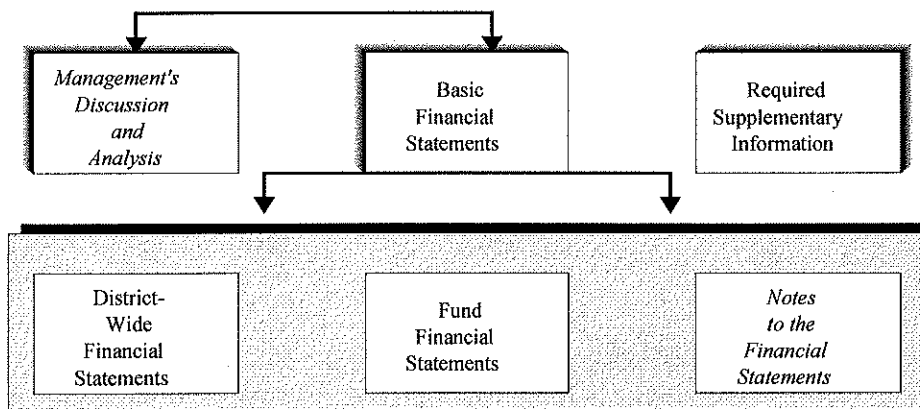 Management's
Discussion
and
Analysis
Basic
Financial
Statements
Required
Supplementary
Information
District-
Wide
Financial
Statements
Fund
Financial
Statements
Notes
to the
Financial
Statements